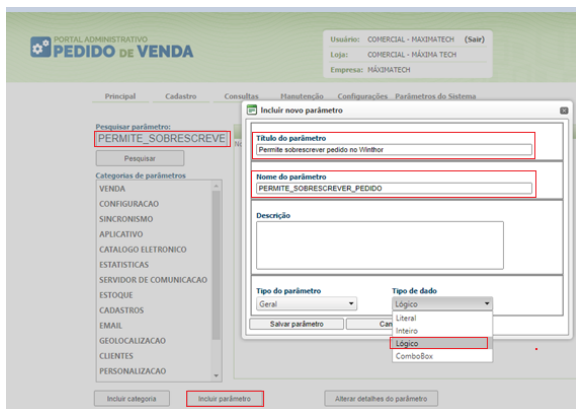 PORTAL ADMINISTRATIVO
PEDIDO DE VENDA
Usuário: COMERCIAL - MAXIMATECH (Sair)
Loja: COMERCIAL - MÁXIMA TECH
Empresa: MÁXIMATECH
Principal Cadastro Consultas Manutenção Configurações Parâmetros do Sistema
Pesquisar parâmetro:
PERMITE_SOBRESCREVE
Pesquisar
Categorias de parâmetros
VENDA
CONFIGURACAO
SINCRONISMO
APLICATIVO
CATALOGO ELETRONICO
ESTATISTICAS
SERVIDOR DE COMUNICACAO
ESTOQUE
CADASTROS
EMAIL
GEOLOCALIZACAO
CLIENTES
PERSONALIZACAO
Incluir categoria Incluir parâmetro Alterar detalhes do parâmetro
Incluir novo parâmetro
Título do parâmetro
Permite sobrescrever pedido no Winthor
Nome do parâmetro
PERMITE_SOBRESCREVER_PEDIDO
Descrição
Tipo do parâmetro Tipo de dado
Geral Lógico
Salvar parâmetro Can
Literal
Inteiro
Lógico
ComboBox